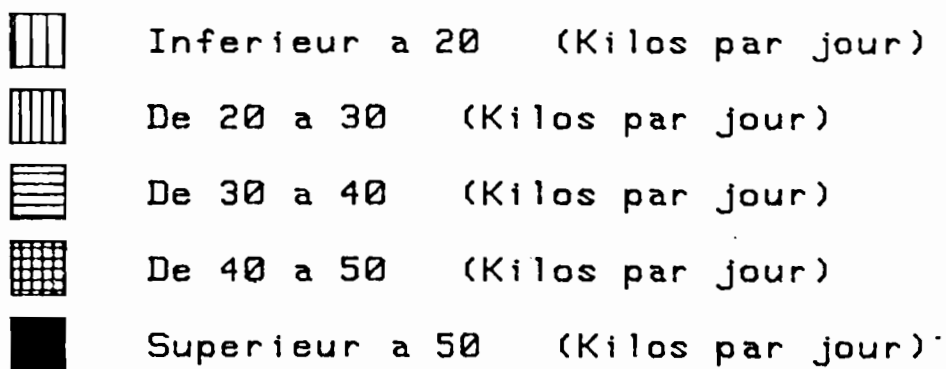 Inferieur a 20 (Kilos par jour)
De 20 a 30 (Kilos par jour)
De 30 a 40 (Kilos par jour)
De 40 a 50 (Kilos par jour)
Superieur a 50 (Kilos par jour)